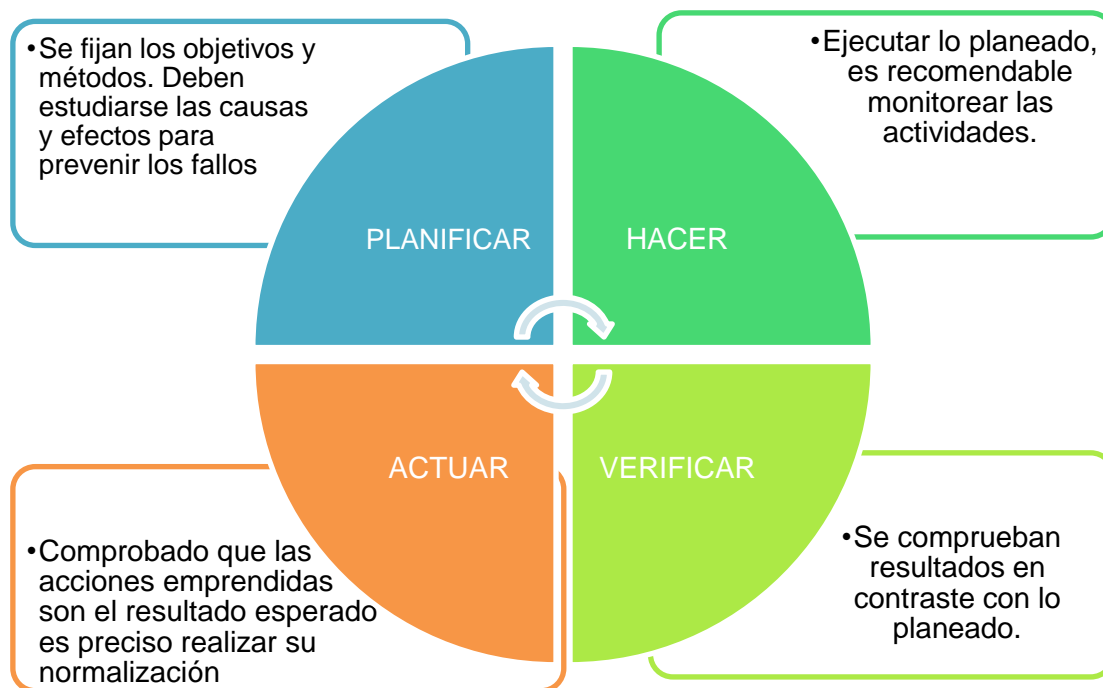 •Se fijan los objetivos y
métodos. Deben
estudiarse las causas
y efectos para
prevenir los fallos
•Ejecutar lo planeado,
es recomendable
monitorear las
actividades.
PLANIFICAR
HACER
ACTUAR
VERIFICAR
•Comprobado que las
acciones emprendidas
son el resultado esperado
es preciso realizar su
normalización
•Se comprueban
resultados en
contraste con lo
planeado.